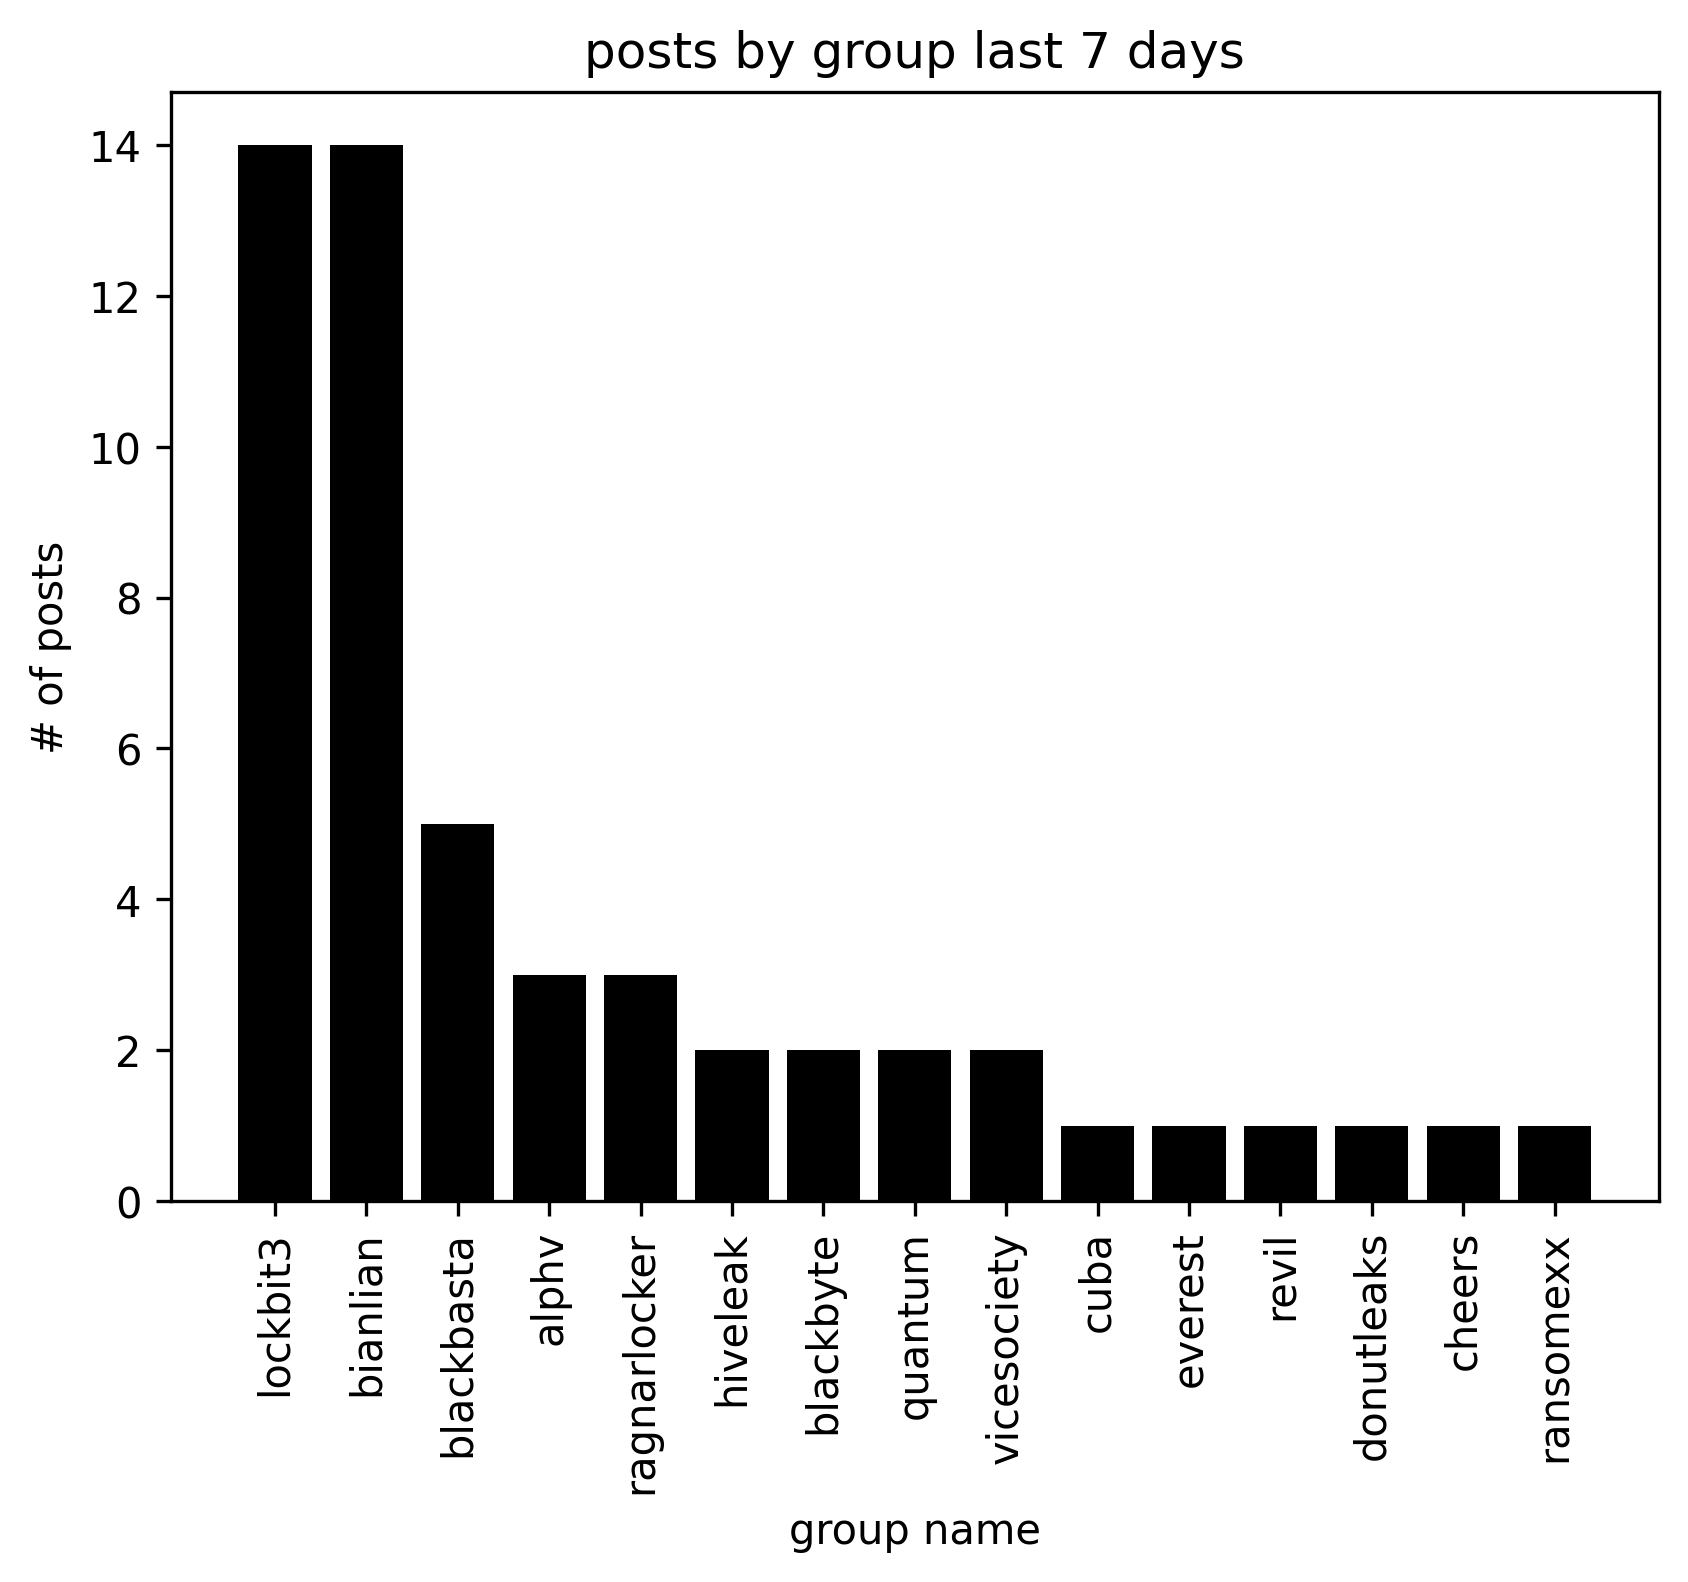 posts by group last 7 days
# of posts
14
12
10
8
6
4
2
0
lockbit3
bianlian
blackbasta
alphv
ragnarlocker
hiveleak
blackbyte
quantum
vicesociety
cuba
everest
revil
donutleaks
cheers
ransomexx
group name